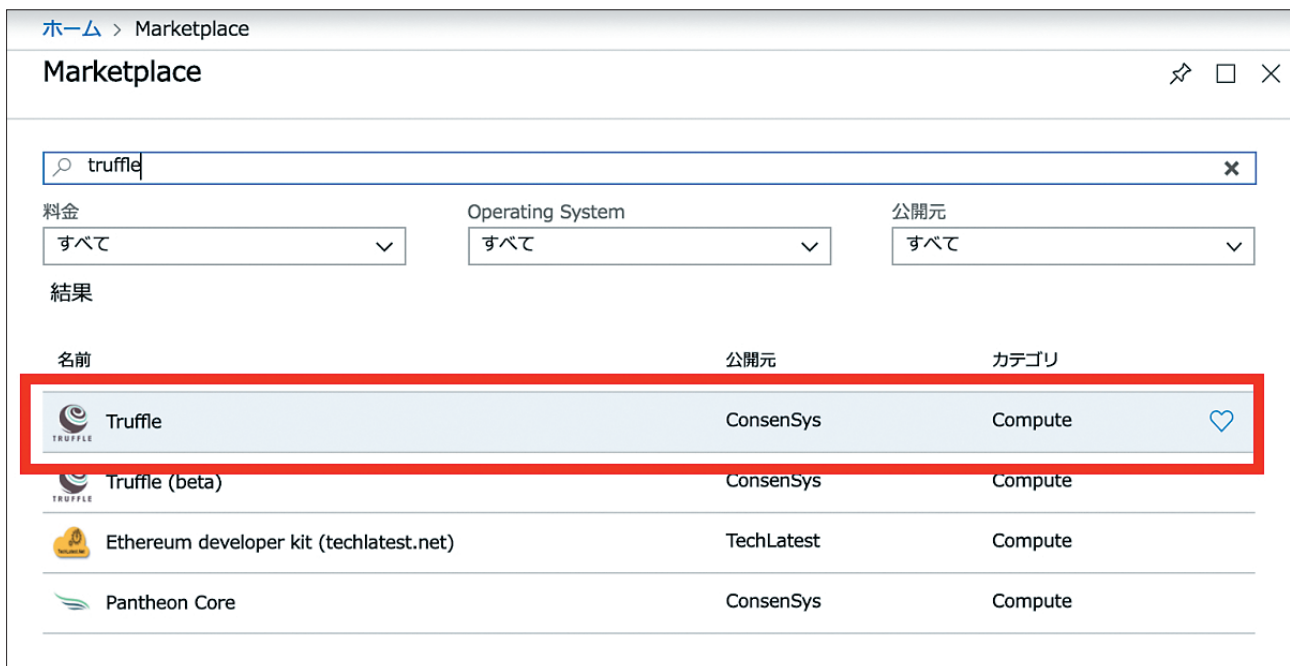 ホーム > Marketplace
Marketplace
truffle
料金 Operating System 公開元
すべて すべて すべて
結果
名前 公開元 カテゴリ
TRUFFLE Truffle ConsenSys Compute
TRUFFLE Truffle (beta) ConsenSys Compute
Ethereum developer kit (techlatest.net) TechLatest Compute
Pantheon Core ConsenSys Compute